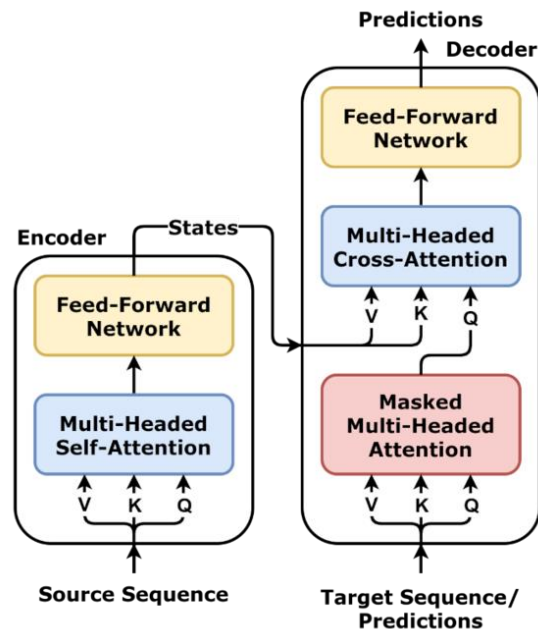 Predictions
Decoder
Feed-Forward
Network
Multi-Headed
Cross-Attention
V K Q
Masked
Multi-Headed
Attention
V K Q
Target Sequence/
Predictions
States
Encoder
Feed-Forward
Network
Multi-Headed
Self-Attention
V K Q
Source Sequence